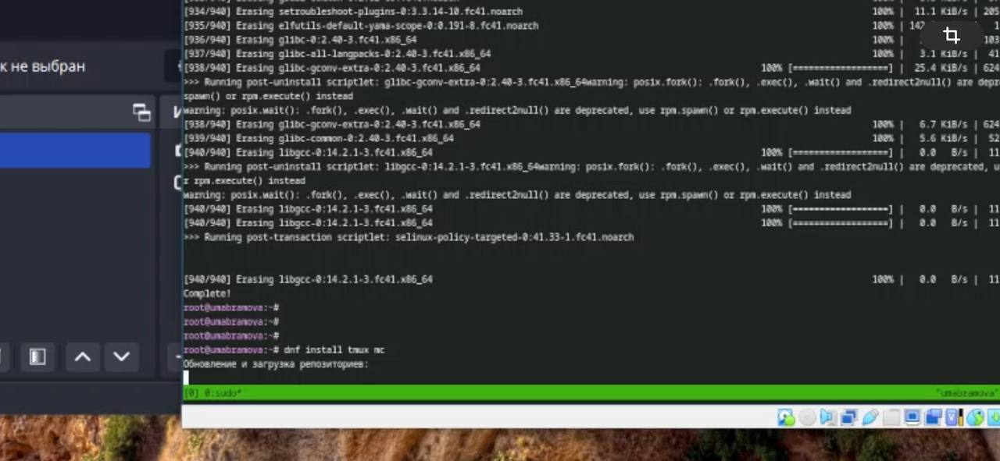 к не выбран
[934/940] Erasing setroubleshoot-plugins-0:3.3.14-10.fc41.noarch 100% | 11.1 KiB/s | 205
[935/940] Erasing elfutils-default-yama-scope-0:0.191-8.fc41.noarch 100% |
[936/940] Erasing glibc-0:2.40-3.fc41.x86_64 100% | 103
[937/940] Erasing glibc-all-langpacks-0:2.40-3.fc41.x86_64 100% | 3.1 KiB/s | 41
[938/940] Erasing glibc-gconv-extra-0:2.40-3.fc41.x86_64 100% [==================] | 25.4 KiB/s | 624
>>> Running post-uninstall scriptlet: glibc-gconv-extra-0:2.40-3.fc41.x86_64warning: posix.fork(): .fork(), .exec(), .wait() and .redirect2null() are depr
spawn() or rpm.execute() instead
warning: posix.wait(): .fork(), .exec(), .wait() and .redirect2null() are deprecated, use rpm.spawn() or rpm.execute() instead
[938/940] Erasing glibc-gconv-extra-0:2.40-3.fc41.x86_64 100% | 6.7 KiB/s | 624
[939/940] Erasing glibc-common-0:2.40-3.fc41.x86_64 100% | 5.6 KiB/s | 52
[940/940] Erasing libgcc-0:14.2.1-3.fc41.x86_64 100% [==================] | 0.0 B/s | 11
>>> Running post-uninstall scriptlet: libgcc-0:14.2.1-3.fc41.x86_64warning: posix.fork(): .fork(), .exec(), .wait() and .redirect2null() are deprecated, u
r rpm.execute() instead
warning: posix.wait(): .fork(), .exec(), .wait() and .redirect2null() are deprecated, use rpm.spawn() or rpm.execute() instead
[940/940] Erasing libgcc-0:14.2.1-3.fc41.x86_64 100% [==================] | 0.0 B/s | 11
[940/940] Erasing libgcc-0:14.2.1-3.fc41.x86_64 100% [==================] | 0.0 B/s | 11
>>> Running post-transaction scriptlet: selinux-policy-targeted-0:41.33-1.fc41.noarch
[940/940] Erasing libgcc-0:14.2.1-3.fc41.x86_64 100% | 0.0 B/s | 11
Complete!
root@umabramova:~#
root@umabramova:~#
root@umabramova:~#
root@umabramova:~# dnf install tmux mc
Обновление и загрузка репозиториев:
[0] 0:sudo* "umabramova"